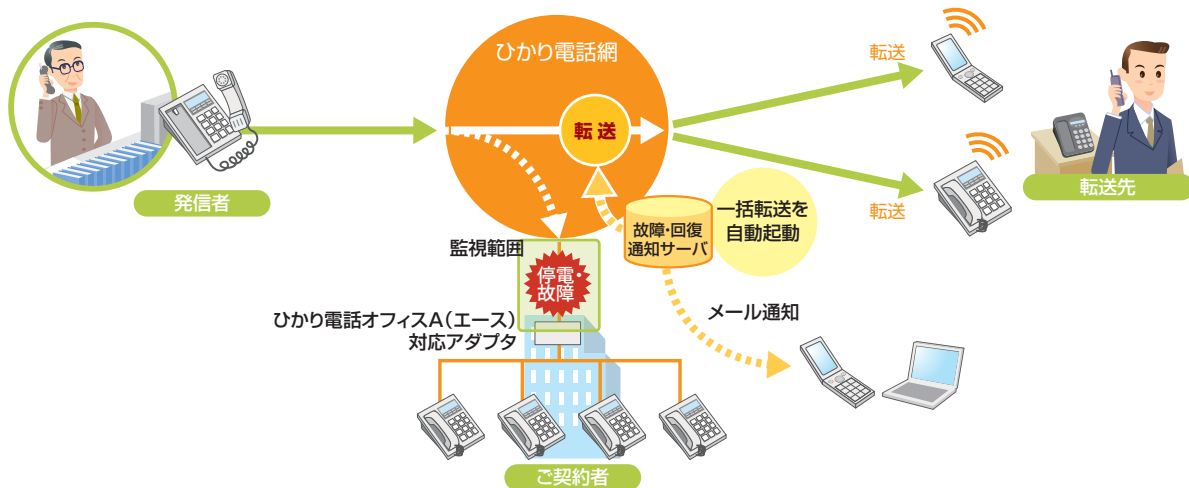 ひかり電話網
転送
転送
転送
発信者
転送先
一括転送を
自動起動
故障・回復
通知サーバ
監視範囲
停電・
故障
ひかり電話オフィスA(エース)
対応アダプタ
メール通知
ご契約者